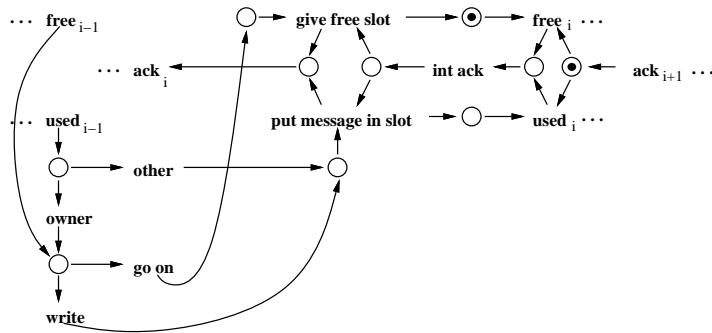 ··· free i−1
give free slot
free i ···
··· ack i
int ack
ack i+1 ···
··· used i−1
put message in slot
used i ···
other
owner
go on
write